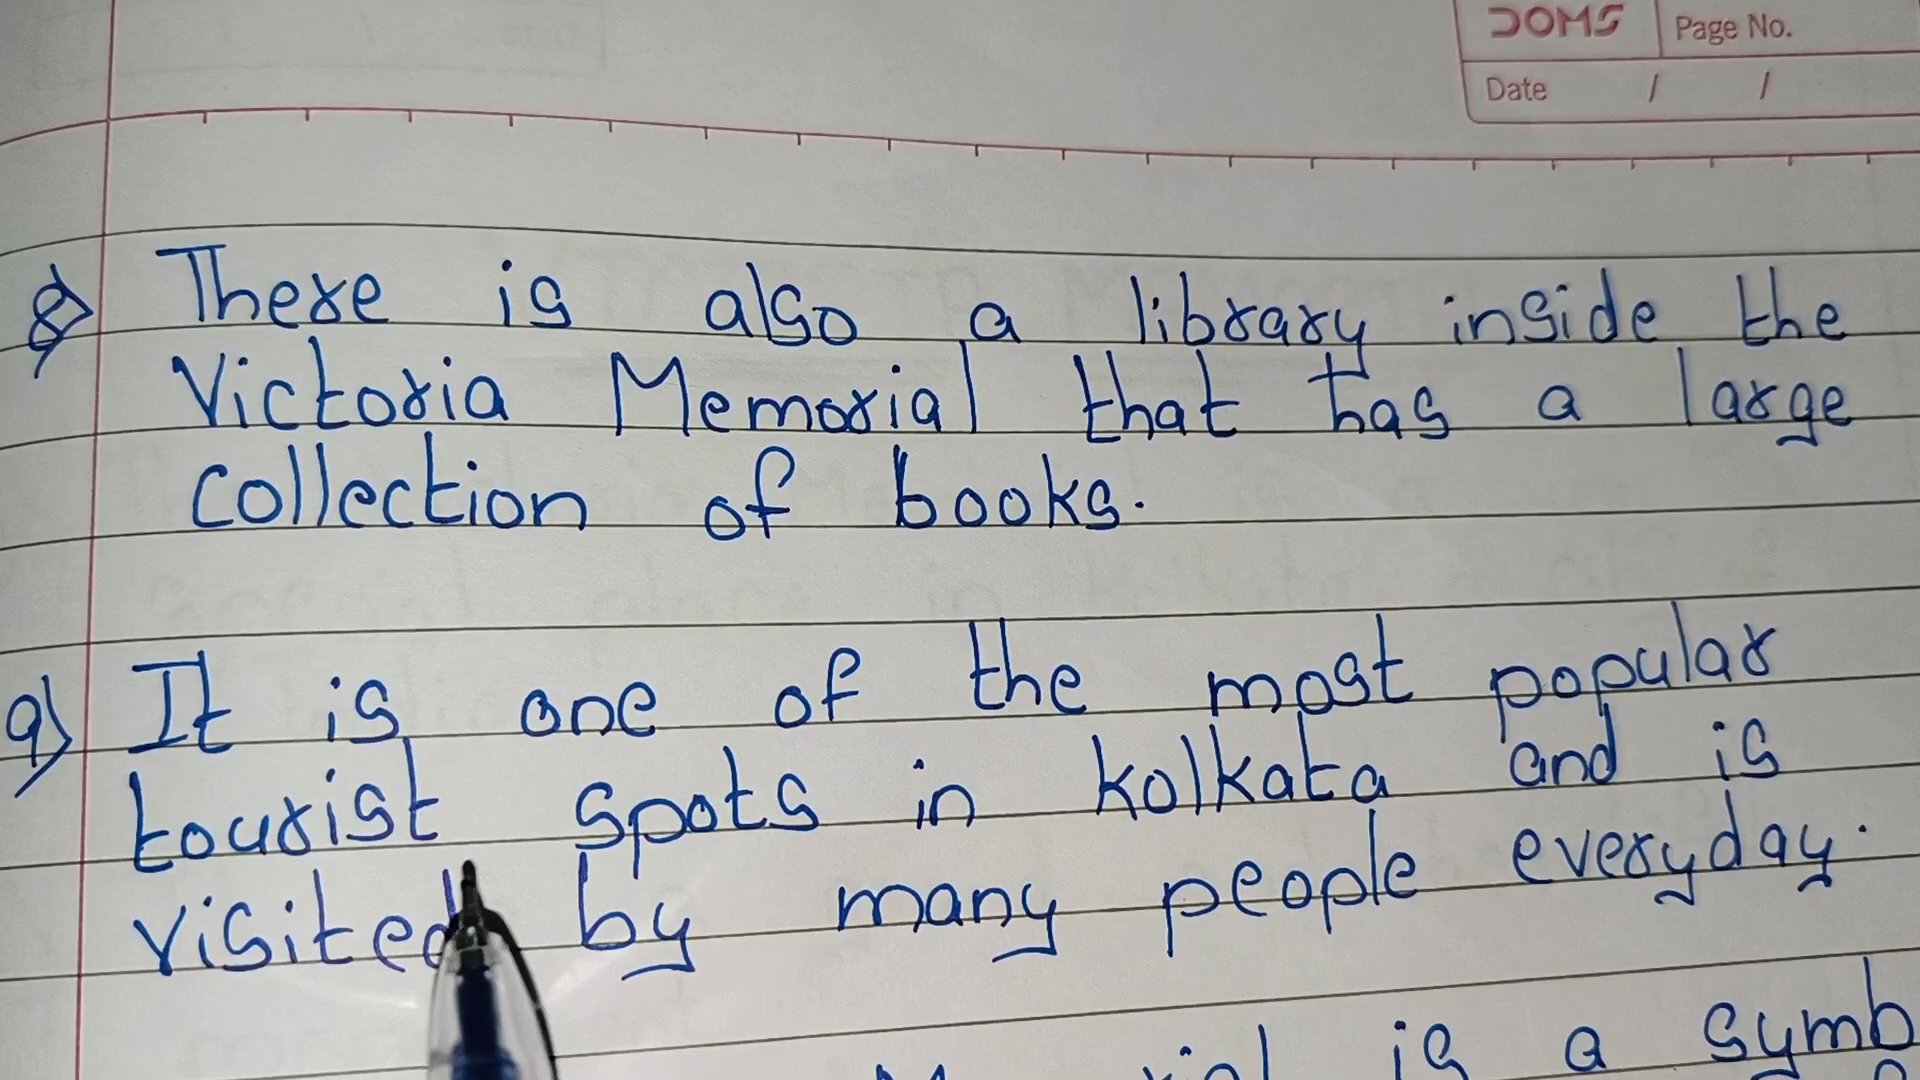 DOMS Page No.
Date / /
8) There is also a library inside the
Victoria Memorial that has a large
collection of books.
9) It is one of the most popular
tourist spots in kolkata and is
visited by many people everyday.
is a symb